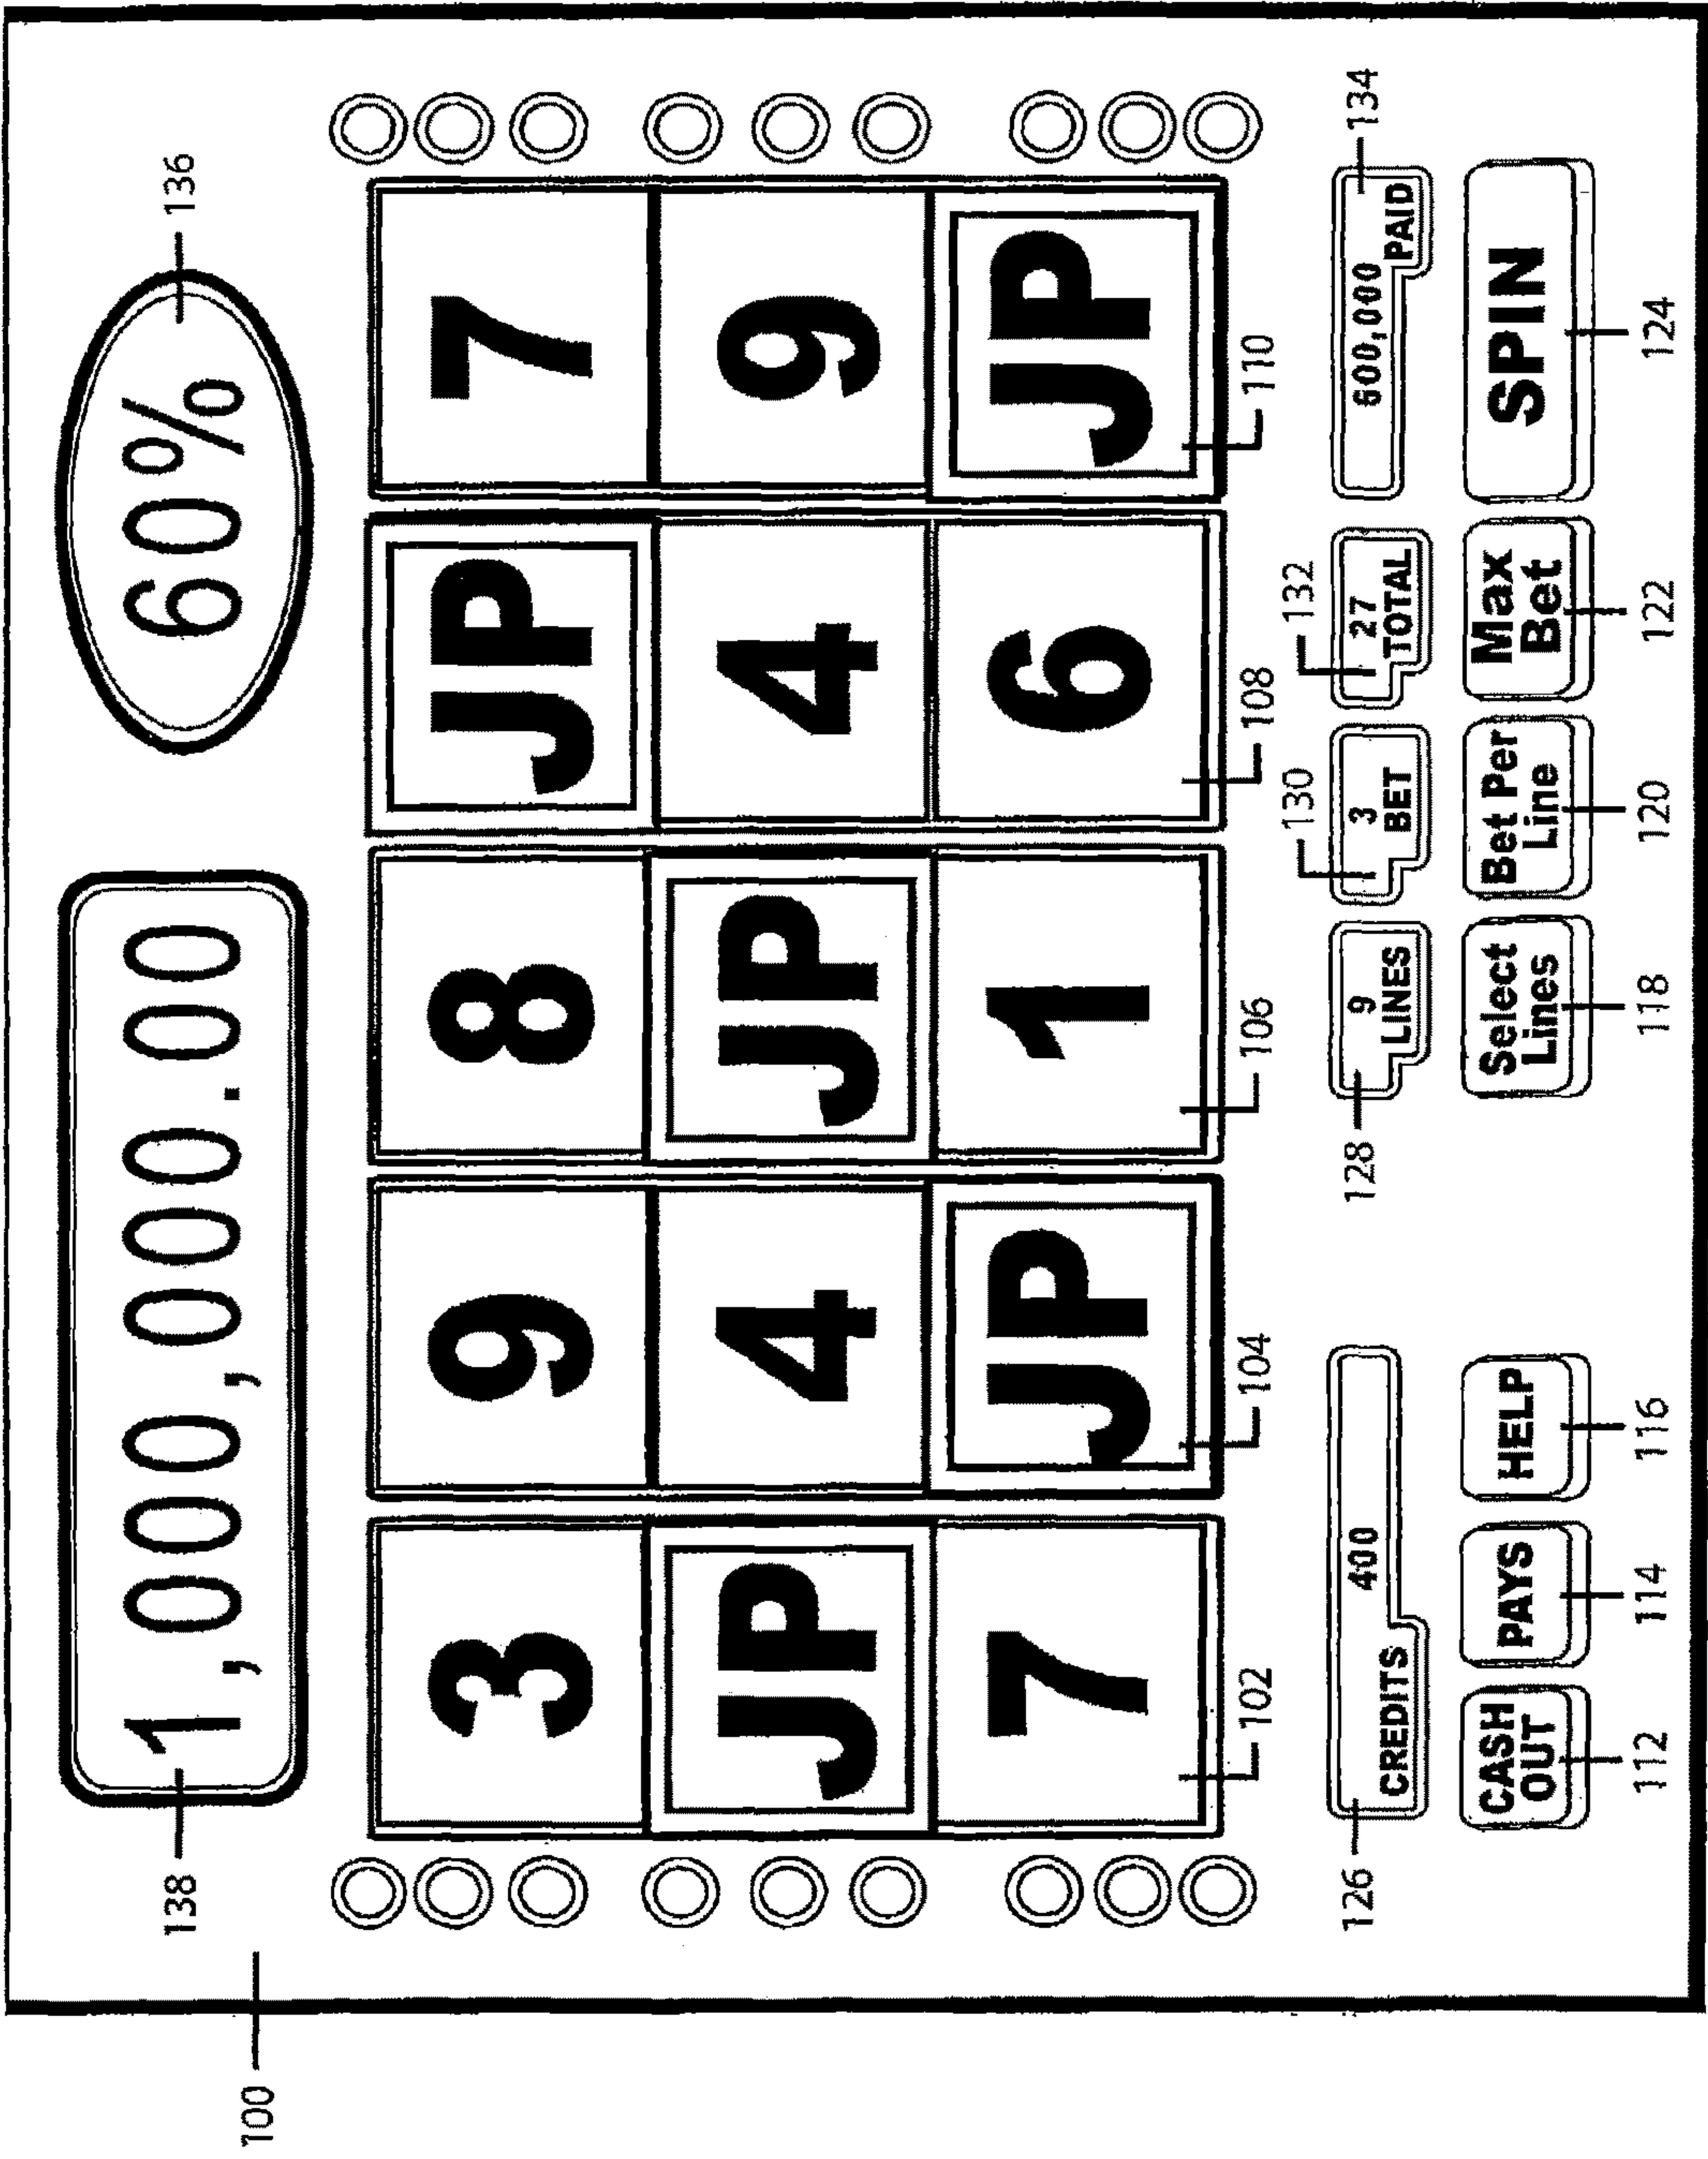 138 1,000,000.00 60% 136
100
3 9 8 JP 7
JP 4 JP 4 9
7 JP 1 6 JP
102 104 106 108 110
130 132
126 400 128 9 3 27 600,000 134
CREDITS LINES BET TOTAL PAID
CASH OUT PAYS HELP Select Lines Bet Per Line Max Bet SPIN
112 114 116 118 120 122 124